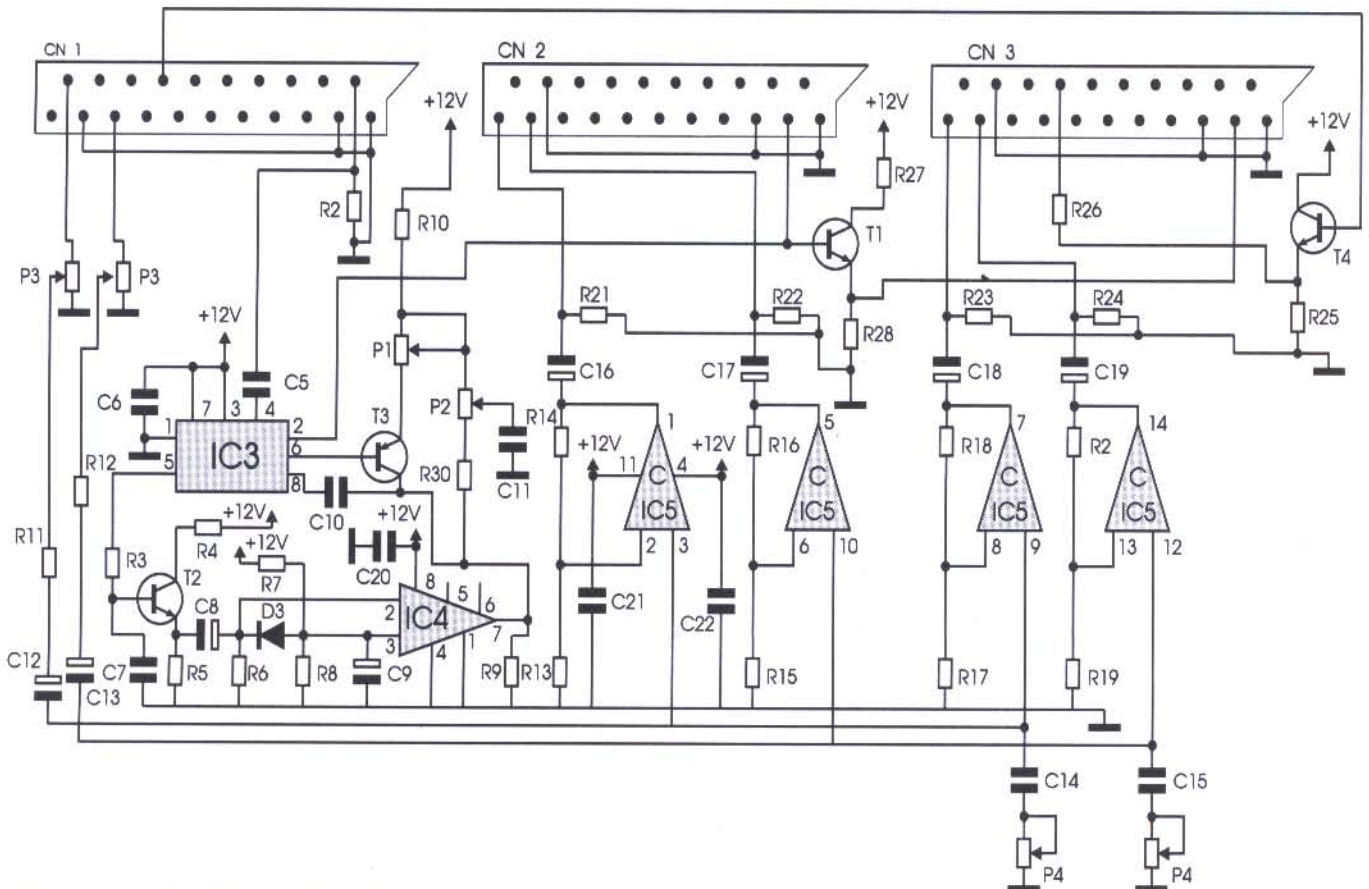 CN 1
CN 2
CN 3
+12V
+12V
+12V
R27
R2
R10
R26
T1
T4
P3
P3
+12V
R21
R22
R28
R23
R24
R25
P1
C5
C6
7
3
4
C16
C17
C18
C19
P2
T3
1
2
R14
1
5
7
14
IC3
6
+12V
+12V
R16
R18
R2
5
8
R12
R30
11
C
4
C
C
C
C11
C10
IC5
IC5
IC5
IC5
R4
+12V
+12V
R11
2
3
6
10
8
9
13
12
+12V
R3
T2
R7
C20
8
5
6
C8
D3
2
IC4
C21
C22
7
3
4
1
C12
C13
C7
R5
R6
R8
C9
R9
R13
R15
R17
R19
C14
C15
P4
P4